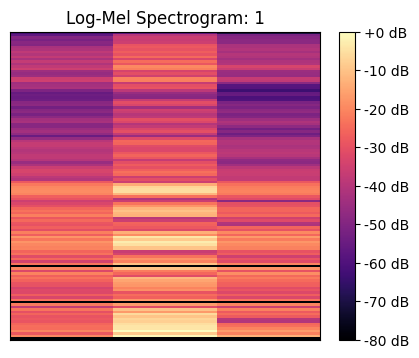 Log-Mel Spectrogram: 1
+0 dB
-10 dB
-20 dB
-30 dB
-40 dB
-50 dB
-60 dB
-70 dB
-80 dB